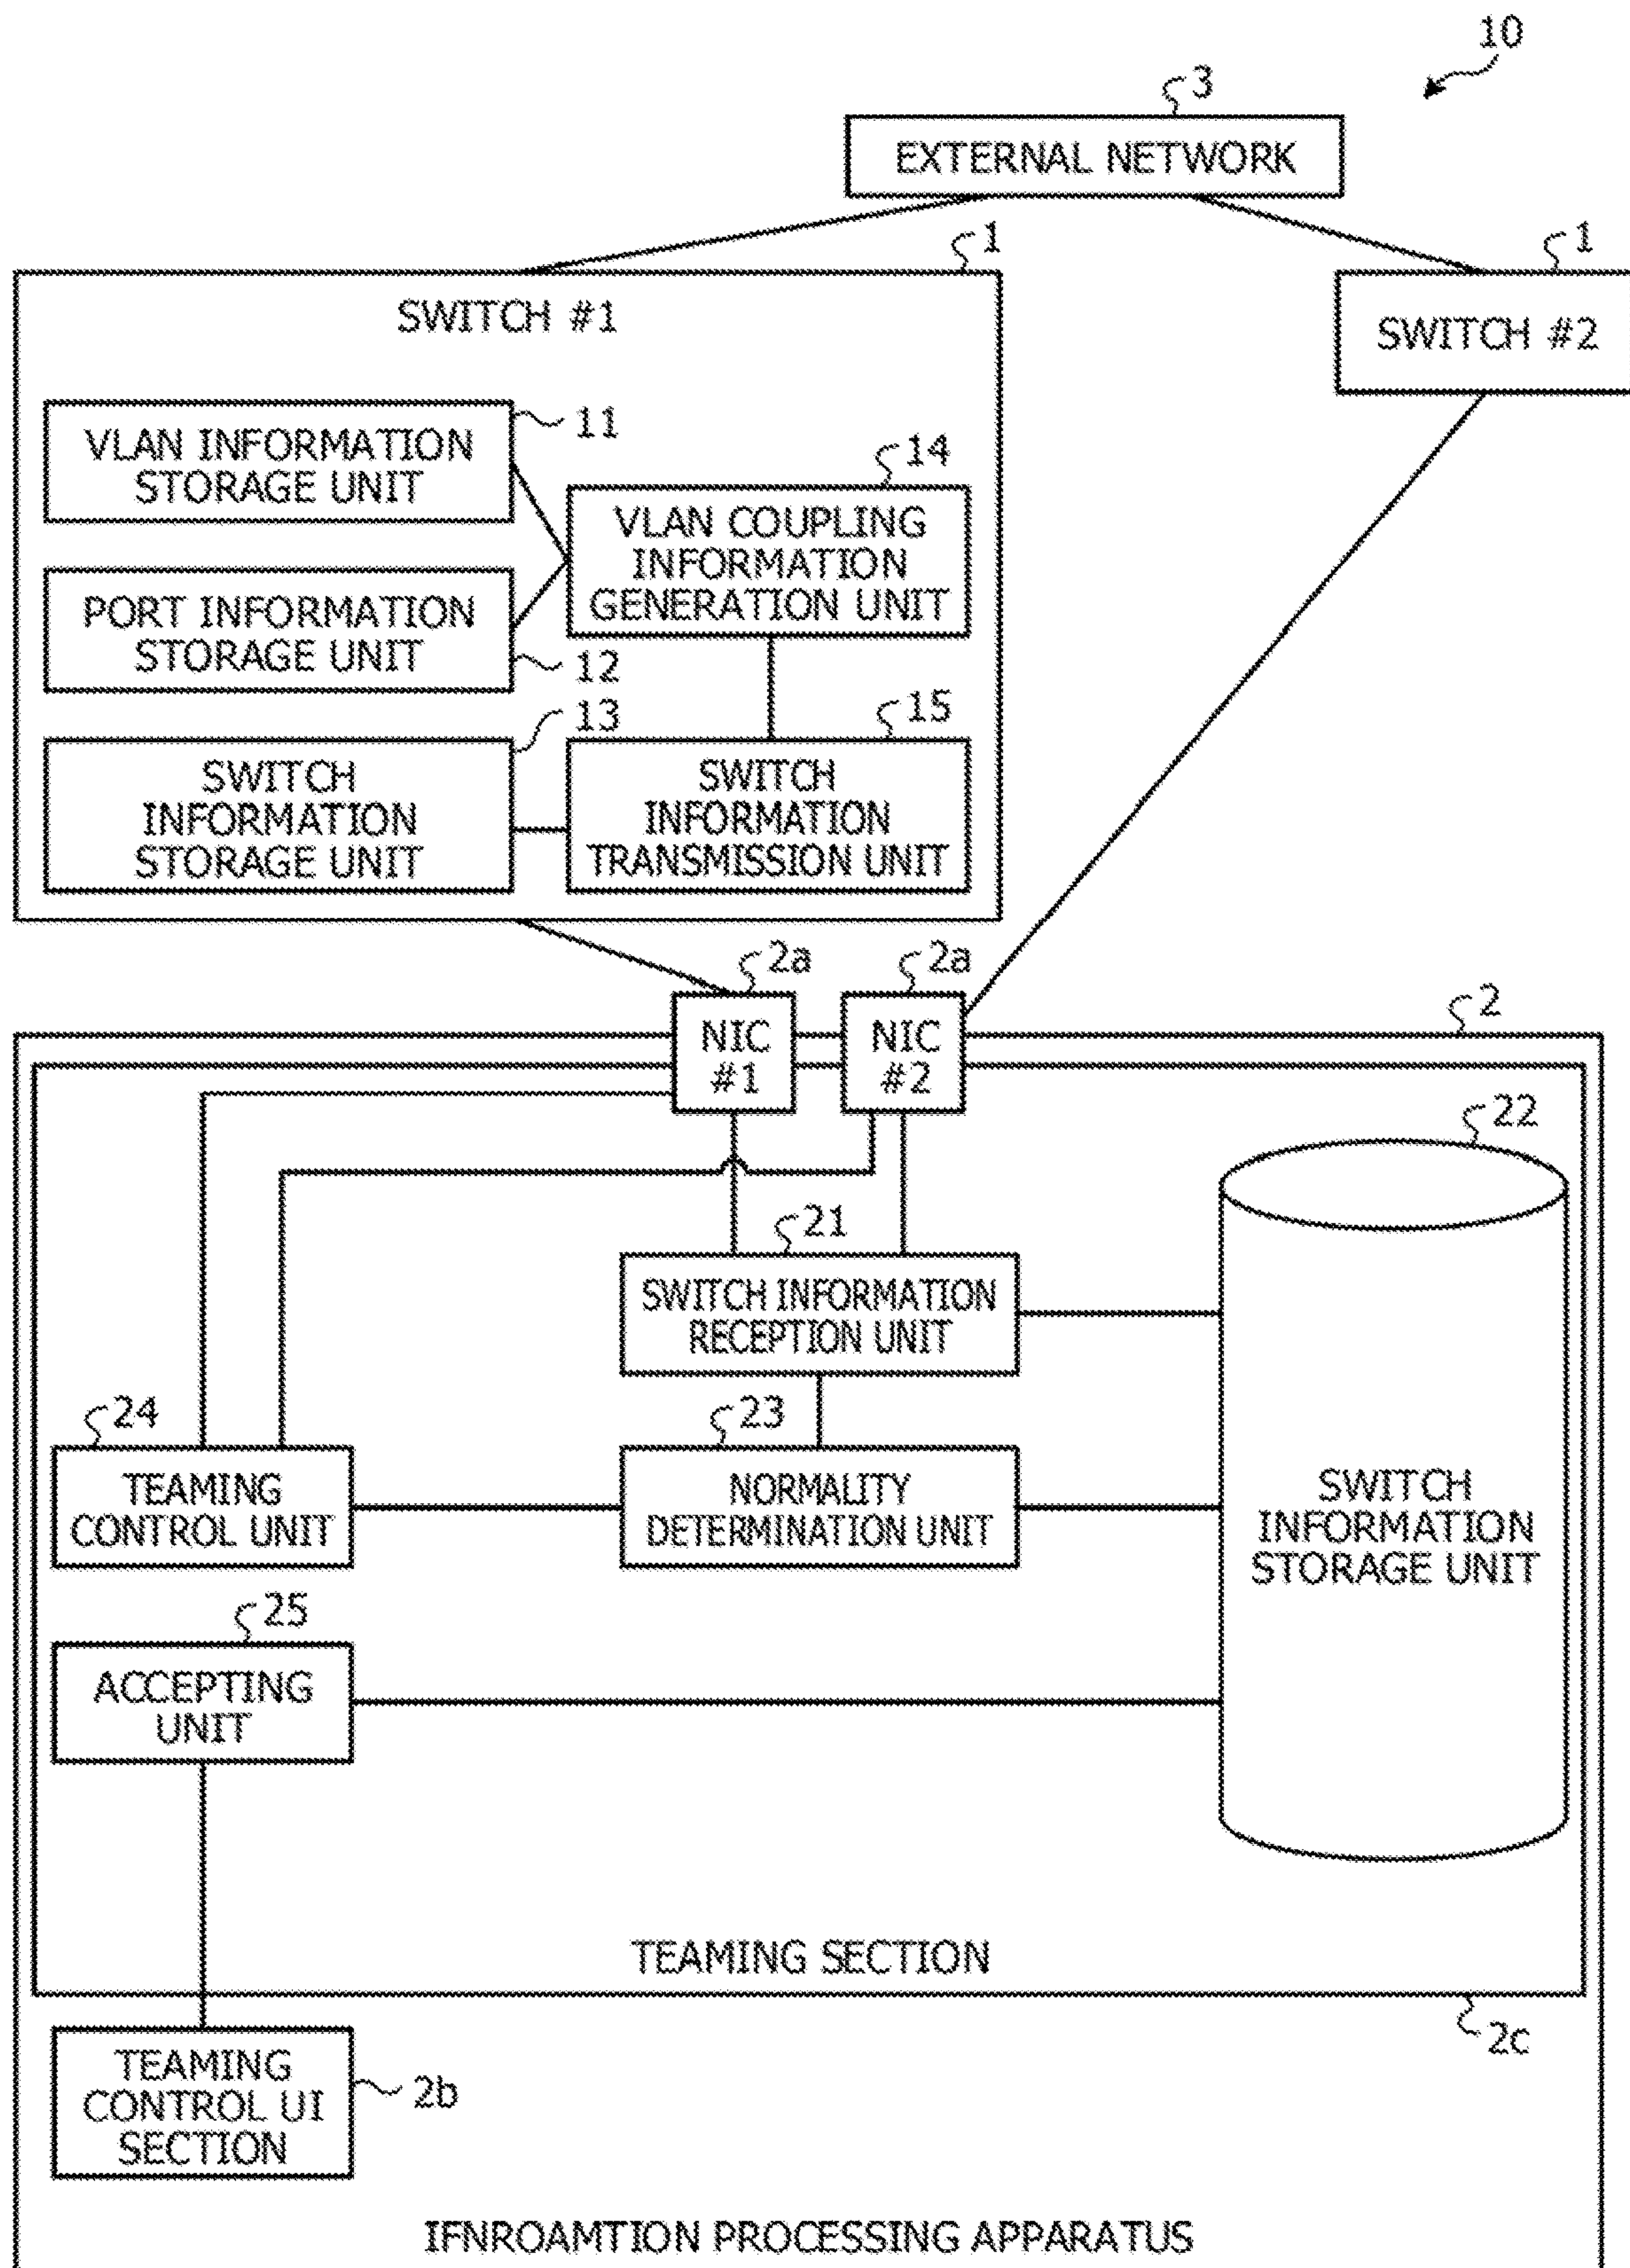 10
3
EXTERNAL NETWORK
1
1
SWITCH #1
SWITCH #2
11
VLAN INFORMATION
STORAGE UNIT
14
VLAN COUPLING
INFORMATION
GENERATION UNIT
PORT INFORMATION
STORAGE UNIT
12
13
15
SWITCH
INFORMATION
STORAGE UNIT
SWITCH
INFORMATION
TRANSMISSION UNIT
2a
2a
2
NIC
#1
NIC
#2
22
21
SWITCH INFORMATION
RECEPTION UNIT
24
23
TEAMING
CONTROL UNIT
NORMALITY
DETERMINATION UNIT
SWITCH
INFORMATION
STORAGE UNIT
25
ACCEPTING
UNIT
TEAMING SECTION
2c
TEAMING
CONTROL UI
SECTION
2b
IFNROAMTION PROCESSING APPARATUS